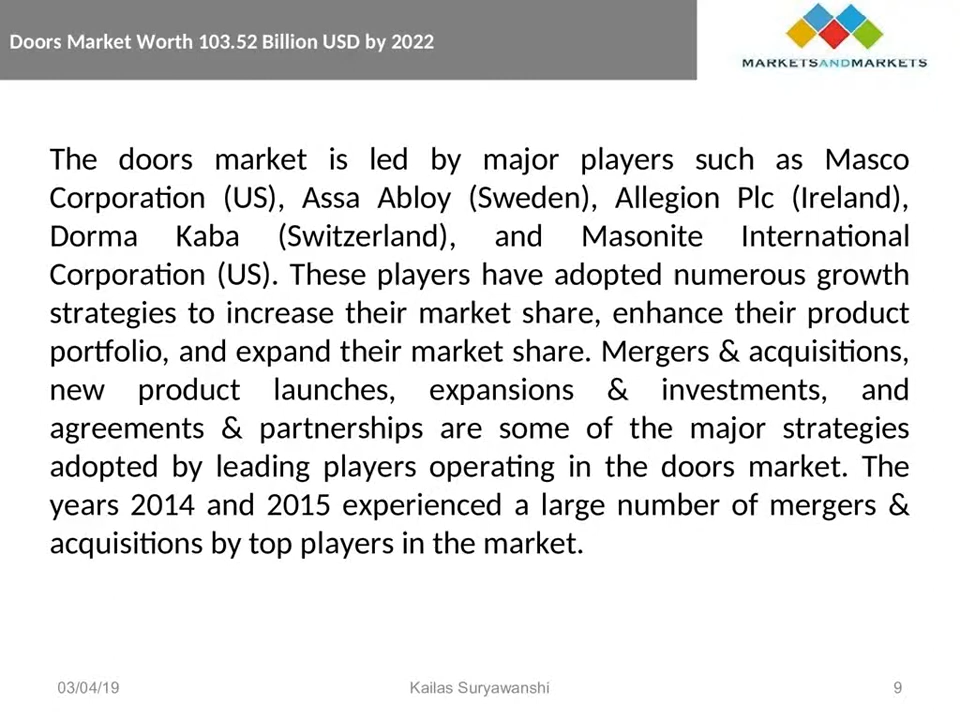 Doors Market Worth 103.52 Billion USD by 2022
MARKETSANDMARKETS
The doors market is led by major players such as Masco
Corporation (US), Assa Abloy (Sweden), Allegion Plc (Ireland),
Dorma Kaba (Switzerland), and Masonite International
Corporation (US). These players have adopted numerous growth
strategies to increase their market share, enhance their product
portfolio, and expand their market share. Mergers & acquisitions,
new product launches, expansions & investments, and
agreements & partnerships are some of the major strategies
adopted by leading players operating in the doors market. The
years 2014 and 2015 experienced a large number of mergers &
acquisitions by top players in the market.
03/04/19 Kailas Suryawanshi 9